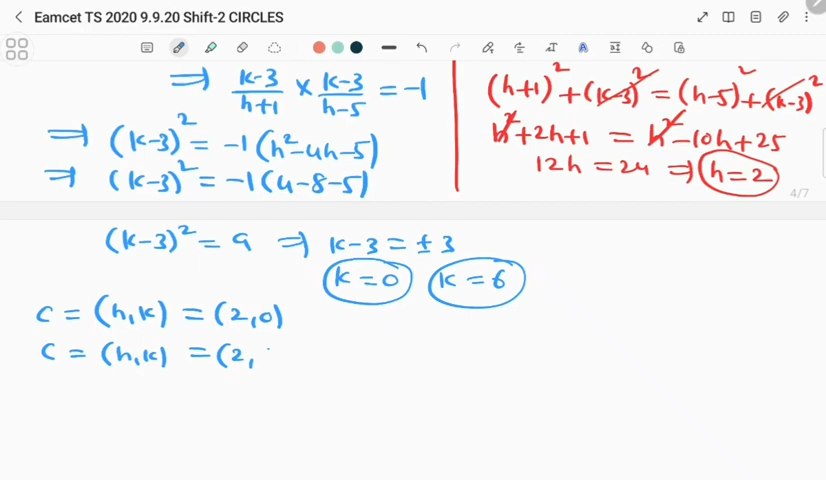 Eamcet TS 2020 9.9.20 Shift-2 CIRCLES
⇒ k-3/h+1 × k-3/h-5 = -1
⇒ (k-3)² = -1(h²-4h-5)
⇒ (k-3)² = -1(4-8-5)
(h+1)² + (k-3)² = (h-5)² + (k-3)²
h²+2h+1 = h²-10h+25
12h = 24 ⇒ h=2
4/7
(k-3)² = 9 ⇒ k-3 = ±3
k=0 k=6
C = (h,k) = (2,0)
C = (h,k) = (2,